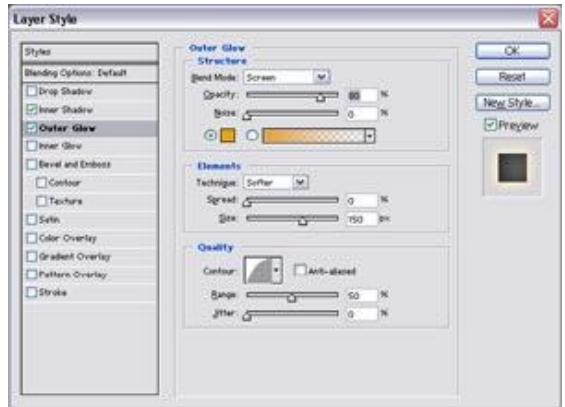 Layer Style
Styles
Blending Options: Default
Drop Shadow
Inner Shadow
Outer Glow
Inner Glow
Bevel and Emboss
Contour
Texture
Satin
Color Overlay
Gradient Overlay
Pattern Overlay
Stroke
Outer Glow
Structure
Blend Mode: Screen
Opacity: 80 %
Noise: 0 %
Elements
Technique: Softer
Spread: 0 %
Size: 150 px
Quality
Contour: Anti-aliased
Range: 50 %
Jitter: 0 %
OK
Reset
New Style...
Preview